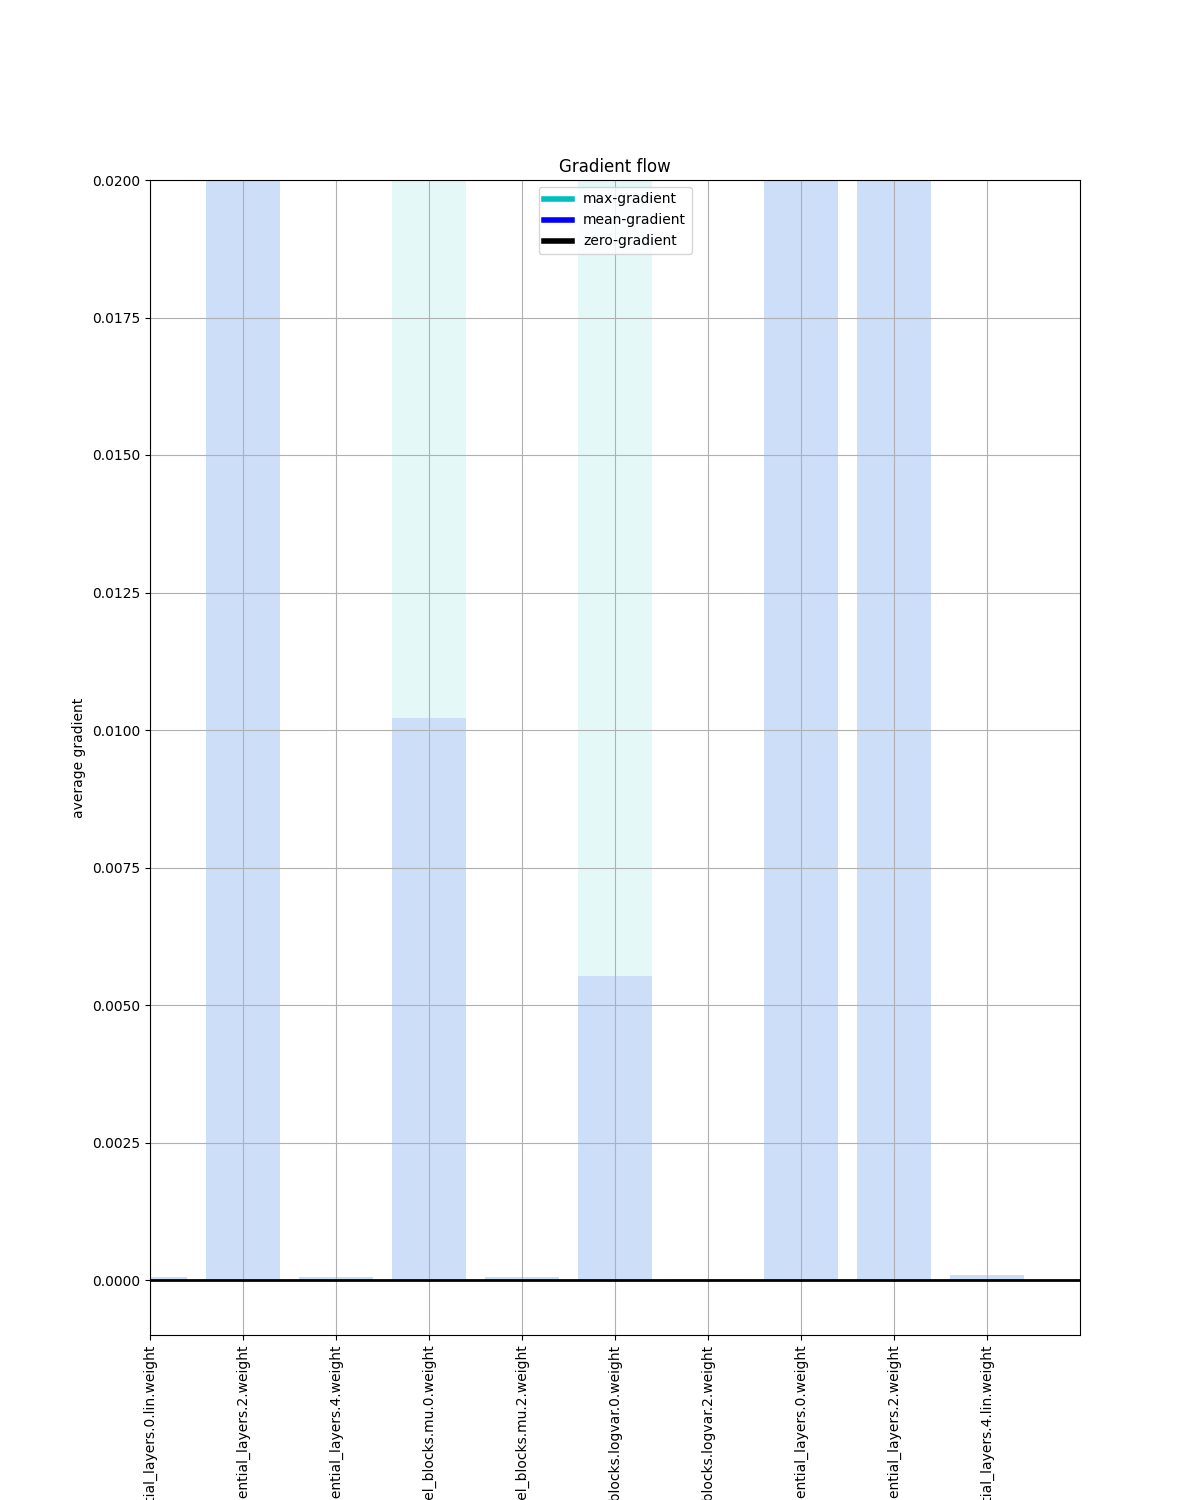 Gradient flow
max-gradient
mean-gradient
zero-gradient
0.0200
0.0175
0.0150
0.0125
0.0100
0.0075
0.0050
0.0025
0.0000
average gradient
tial_layers.0.lin.weight
ential_layers.2.weight
ential_layers.4.weight
el_blocks.mu.0.weight
el_blocks.mu.2.weight
blocks.logvar.0.weight
blocks.logvar.2.weight
ential_layers.0.weight
ential_layers.2.weight
tial_layers.4.lin.weight